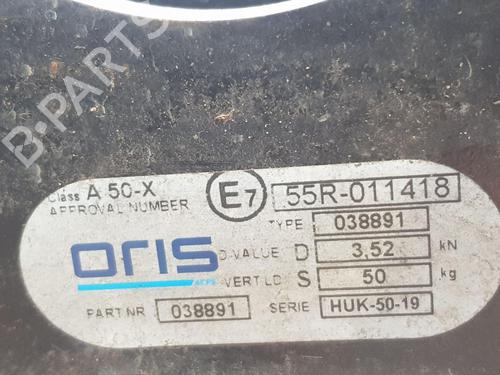 B-PARTS
Class A 50-X E7 55R-011418
APPROVAL NUMBER
TYPE 038891
oris D-VALUE D 3,52 kN
VERT LD S 50 kg
PART NR 038891 SERIE HUK-50-19